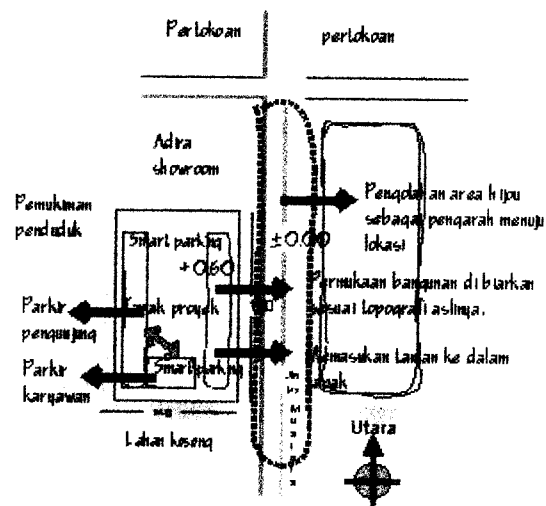 Pertokoan
pertokoan
Adira
showroom
Pemukiman
penduduk
Smart parking
+0.60
±0.00
Pengolahan area hijau
sebagai pengarah menuju
lokasi
Permukaan bangunan dibiarkan
sesuai topografi aslinya.
Parkir
pengunjung
Tapak proyek
Parkir
karyawan
Smart parking
Pemasukan taman ke dalam
tapak
Lahan kosong
Utara